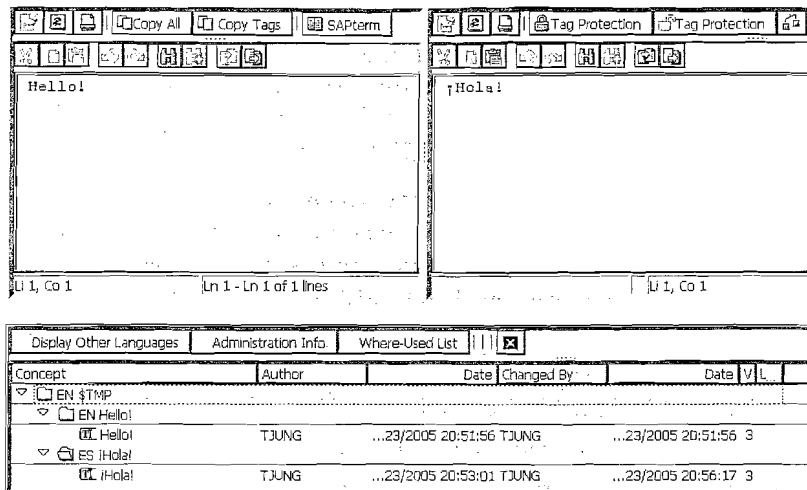 Copy All Copy Tags SAPterm
Tag Protection Tag Protection
Hello!
¡Hola!
Li 1, Co 1 Ln 1 - Ln 1 of 1 lines
Li 1, Co 1
Display Other Languages Administration Info. Where-Used List
Concept Author Date Changed By Date V L
EN $TMP
EN Hello!
Hello! TJUNG ...23/2005 20:51:56 TJUNG ...23/2005 20:51:56 3
ES ¡Hola!
¡Hola! TJUNG ...23/2005 20:53:01 TJUNG ...23/2005 20:56:17 3